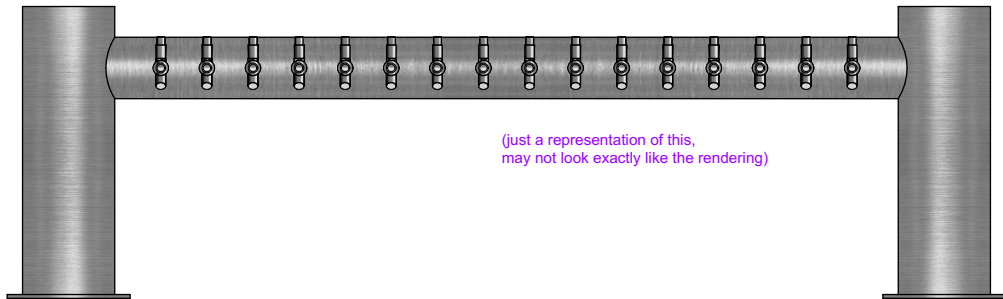 (just a representation of this,
may not look exactly like the rendering)